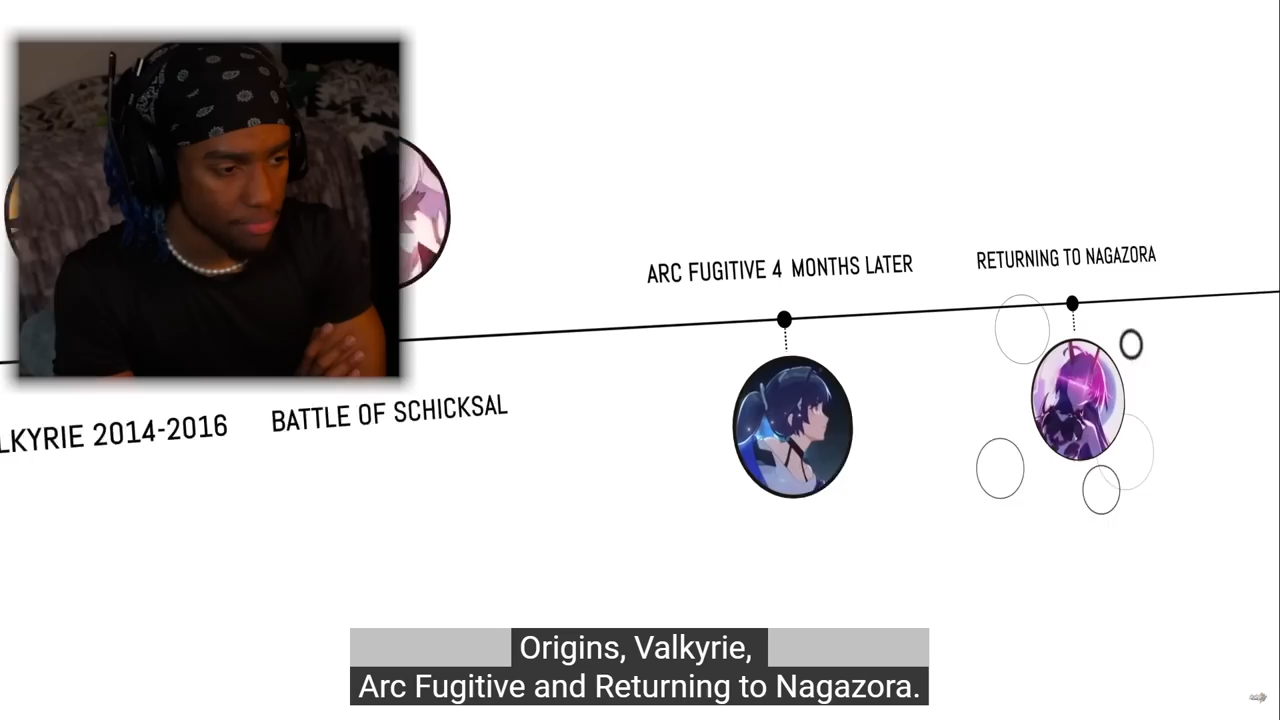 ARC FUGITIVE 4 MONTHS LATER
RETURNING TO NAGAZORA
LKYRIE 2014-2016
BATTLE OF SCHICKSAL
Origins, Valkyrie,
Arc Fugitive and Returning to Nagazora.